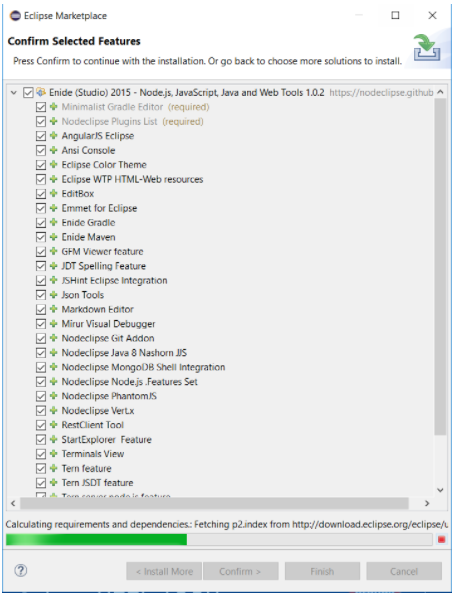 Eclipse Marketplace
Confirm Selected Features
Press Confirm to continue with the installation. Or go back to choose more solutions to install.
Enide (Studio) 2015 - Node.js, JavaScript, Java and Web Tools 1.0.2 https://nodeclipse.github
Minimalist Gradle Editor (required)
Nodeclipse Plugins List (required)
AngularJS Eclipse
Ansi Console
Eclipse Color Theme
Eclipse WTP HTML-Web resources
EditBox
Emmet for Eclipse
Enide Gradle
Enide Maven
GFM Viewer feature
JDT Spelling Feature
JSHint Eclipse Integration
Json Tools
Markdown Editor
Mirur Visual Debugger
Nodeclipse Git Addon
Nodeclipse Java 8 Nashorn JJS
Nodeclipse MongoDB Shell Integration
Nodeclipse Node.js .Features Set
Nodeclipse PhantomJS
Nodeclipse Vert.x
RestClient Tool
StartExplorer Feature
Terminals View
Tern feature
Tern JSDT feature
Tern server node.js feature
Calculating requirements and dependencies.: Fetching p2.index from http://download.eclipse.org/eclipse/u
< Install More
Confirm >
Finish
Cancel